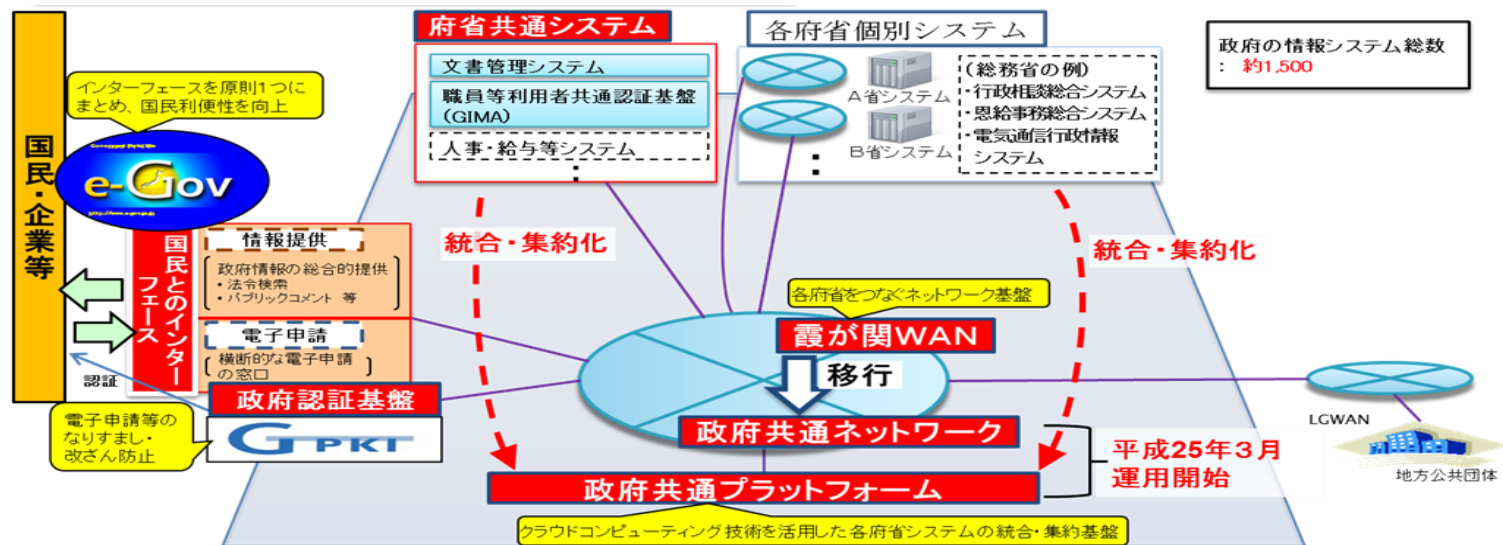 府省共通システム
文書管理システム
職員等利用者共通認証基盤
(GIMA)
人事・給与等システム
：
各府省個別システム
A省システム
B省システム
：
(総務省の例)
・行政相談総合システム
・恩給事務総合システム
・電気通信行政情報
システム
政府の情報システム総数
： 約1,500
インターフェースを原則1つに
まとめ、国民利便性を向上
国民・企業等
e-Gov
国民とのインター
フェース
情報提供
政府情報の総合的提供
・法令検索
・パブリックコメント 等
電子申請
横断的な電子申請
の窓口
認証
政府認証基盤
GPKI
電子申請等の
なりすまし・
改ざん防止
統合・集約化
統合・集約化
各府省をつなぐネットワーク基盤
霞が関WAN
移行
政府共通ネットワーク
政府共通プラットフォーム
平成25年３月
運用開始
クラウドコンピューティング技術を活用した各府省システムの統合・集約基盤
LGWAN
地方公共団体